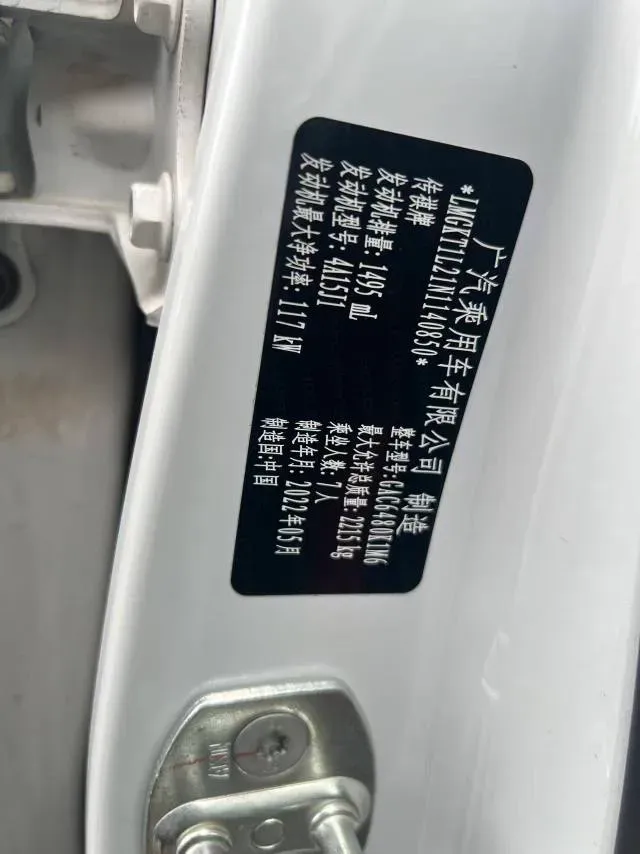 广汽乘用车有限公司 制造
*LMGKT1L21N1140850*
传祺牌 整车型号:GAC6480K1M6
发动机排量:1495 mL 最大允许总质量:2215 kg
发动机型号:4A15J1 乘坐人数:7人
发动机最大净功率:117 kW 制造年月:2022年05月
制造国:中国